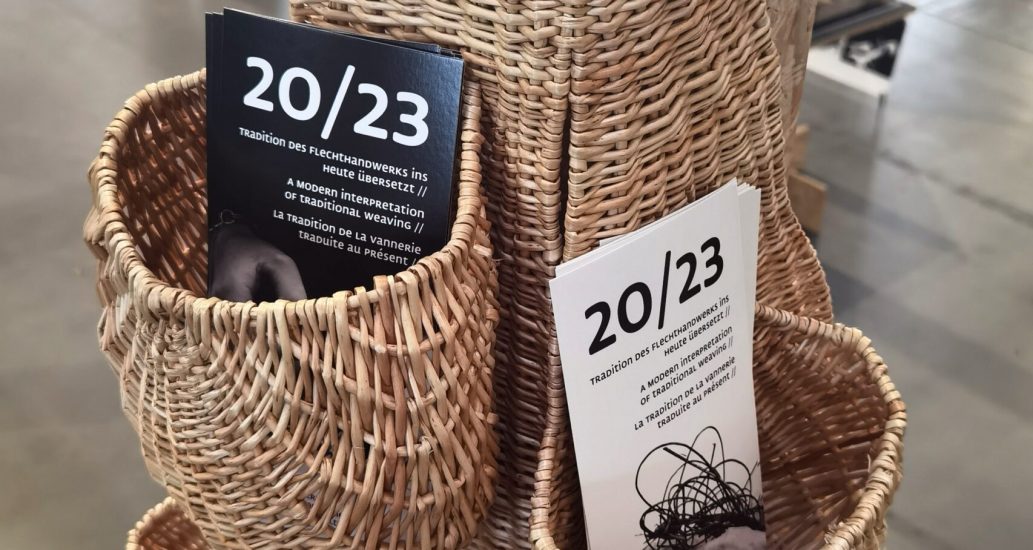 20/23
Tradition des Flechthandwerks ins
Heute übersetzt //
A modern interpretation
of traditional weaving //
La tradition de la vannerie
traduite au présent //
20/23
Tradition des Flechthandwerks ins
Heute übersetzt //
A modern interpretation
of traditional weaving //
La tradition de la vannerie
traduite au présent //